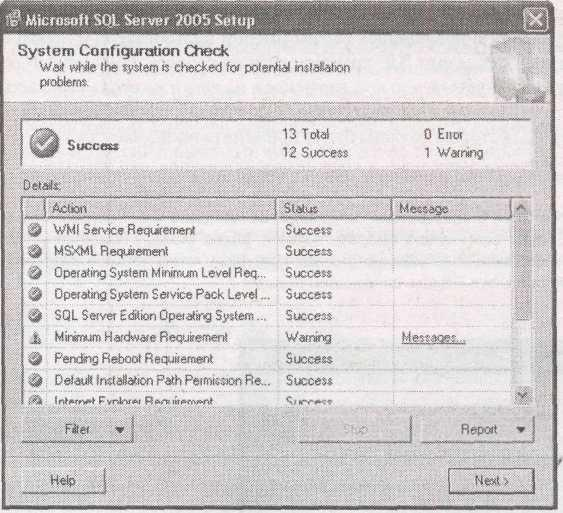 Microsoft SQL Server 2005 Setup
System Configuration Check
Wait while the system is checked for potential installation
problems.
Success
13 Total
0 Error
12 Success
1 Warning
Details:
Action Status Message
WMI Service Requirement Success
MSXML Requirement Success
Operating System Minimum Level Req... Success
Operating System Service Pack Level ... Success
SQL Server Edition Operating System ... Success
Minimum Hardware Requirement Warning Messages...
Pending Reboot Requirement Success
Default Installation Path Permission Re... Success
Internet Explorer Requirement Success
Filter Stop Report
Help Next >